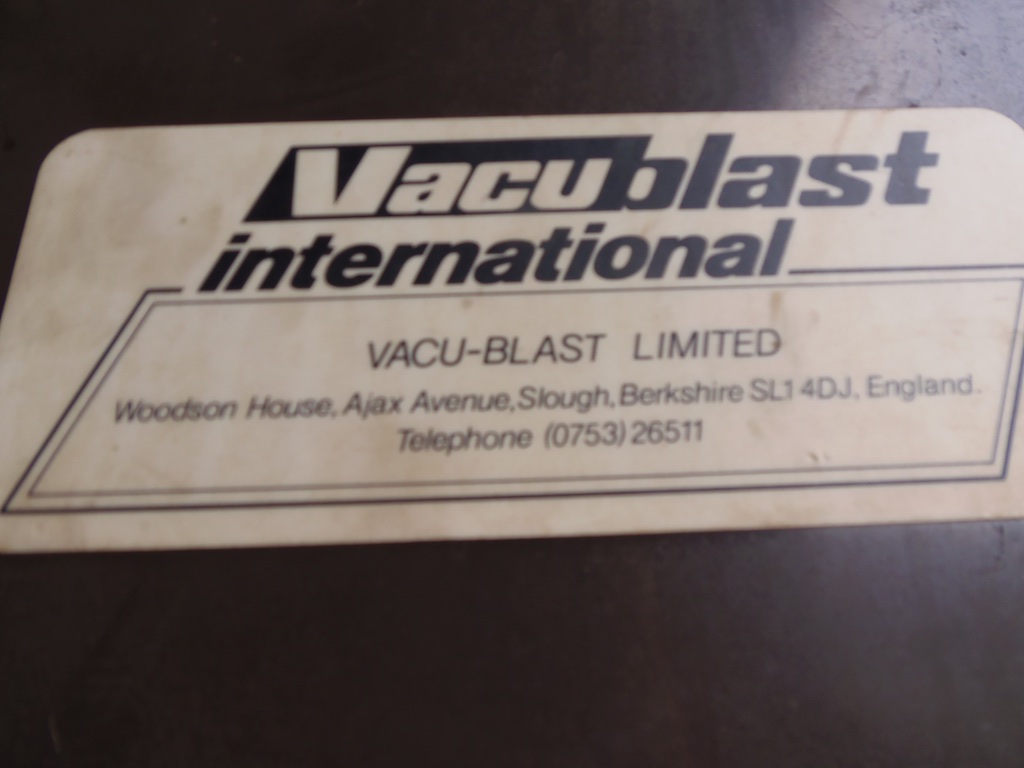 Vacublast
international
VACU-BLAST LIMITED
Woodson House, Ajax Avenue, Slough, Berkshire SL1 4DJ, England.
Telephone (0753) 26511